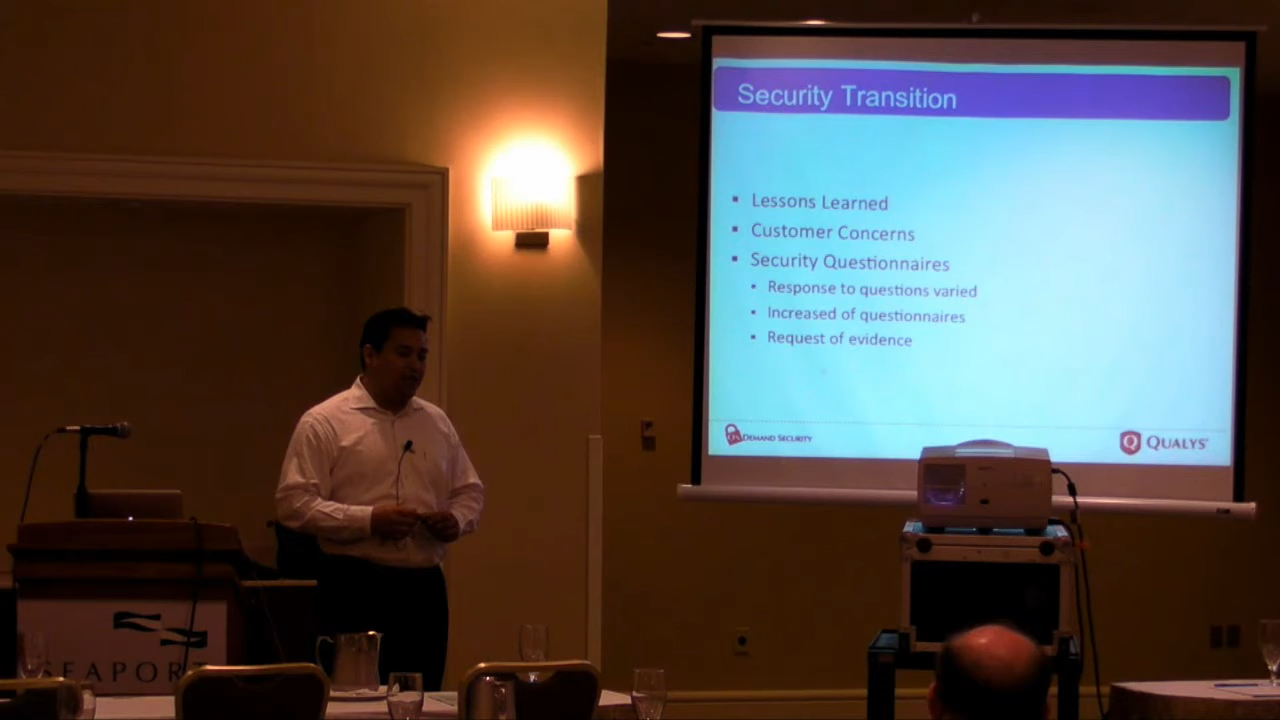 Security Transition
Lessons Learned
Customer Concerns
Security Questionnaires
Response to questions varied
Increased of questionnaires
Request of evidence
DEMAND SECURITY
QUALYS
SEAPORT